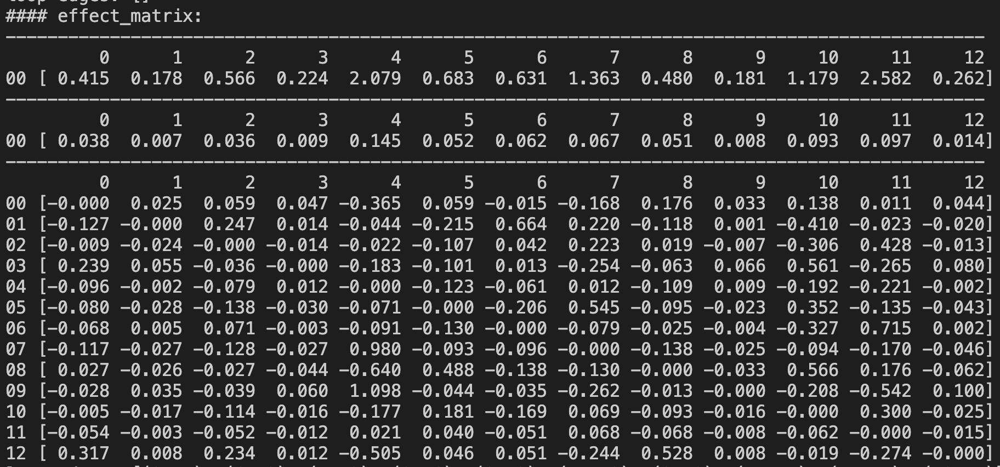 #### effect_matrix:
----------------------------------------------------------------------------------------------
         0      1      2      3      4      5      6      7      8      9     10     11     12
00 [ 0.415  0.178  0.566  0.224  2.079  0.683  0.631  1.363  0.480  0.181  1.179  2.582  0.262]
----------------------------------------------------------------------------------------------
         0      1      2      3      4      5      6      7      8      9     10     11     12
00 [ 0.038  0.007  0.036  0.009  0.145  0.052  0.062  0.067  0.051  0.008  0.093  0.097  0.014]
----------------------------------------------------------------------------------------------
         0      1      2      3      4      5      6      7      8      9     10     11     12
00 [-0.000  0.025  0.059  0.047 -0.365  0.059 -0.015 -0.168  0.176  0.033  0.138  0.011  0.044]
01 [-0.127 -0.000  0.247  0.014 -0.044 -0.215  0.664  0.220 -0.118  0.001 -0.410 -0.023 -0.020]
02 [-0.009 -0.024 -0.000 -0.014 -0.022 -0.107  0.042  0.223  0.019 -0.007 -0.306  0.428 -0.013]
03 [ 0.239  0.055 -0.036 -0.000 -0.183 -0.101  0.013 -0.254 -0.063  0.066  0.561 -0.265  0.080]
04 [-0.096 -0.002 -0.079  0.012 -0.000 -0.123 -0.061  0.012 -0.109  0.009 -0.192 -0.221 -0.002]
05 [-0.080 -0.028 -0.138 -0.030 -0.071 -0.000 -0.206  0.545 -0.095 -0.023  0.352 -0.135 -0.043]
06 [-0.068  0.005  0.071 -0.003 -0.091 -0.130 -0.000 -0.079 -0.025 -0.004 -0.327  0.715  0.002]
07 [-0.117 -0.027 -0.128 -0.027  0.980 -0.093 -0.096 -0.000 -0.138 -0.025 -0.094 -0.170 -0.046]
08 [ 0.027 -0.026 -0.027 -0.044 -0.640  0.488 -0.138 -0.130 -0.000 -0.033  0.566  0.176 -0.062]
09 [-0.028  0.035 -0.039  0.060  1.098 -0.044 -0.035 -0.262 -0.013 -0.000 -0.208 -0.542  0.100]
10 [-0.005 -0.017 -0.114 -0.016 -0.177  0.181 -0.169  0.069 -0.093 -0.016 -0.000  0.300 -0.025]
11 [-0.054 -0.003 -0.052 -0.012  0.021  0.040 -0.051  0.068 -0.068 -0.008 -0.062 -0.000 -0.015]
12 [ 0.317  0.008  0.234  0.012 -0.505  0.046  0.051 -0.244  0.528  0.008 -0.019 -0.274 -0.000]